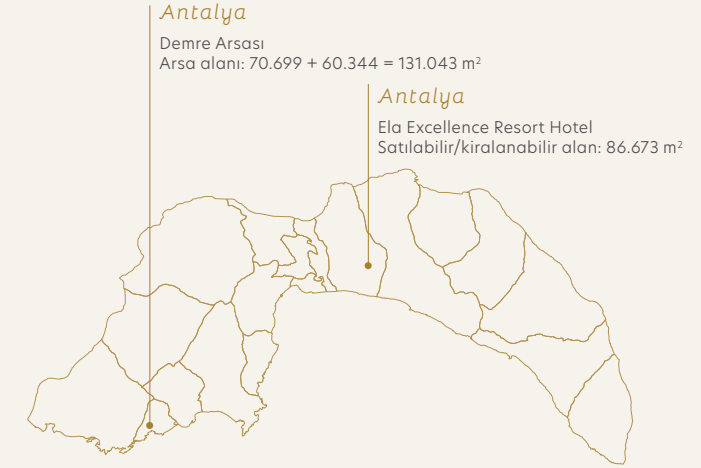 Antalya
Demre Arsası
Arsa alanı: 70.699 + 60.344 = 131.043 m²
Antalya
Ela Excellence Resort Hotel
Satılabilir/kiralanabilir alan: 86.673 m²